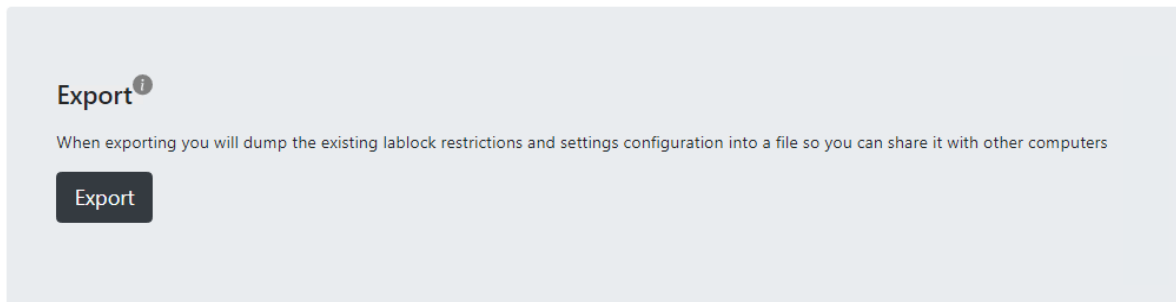 Export i
When exporting you will dump the existing lablock restrictions and settings configuration into a file so you can share it with other computers
Export